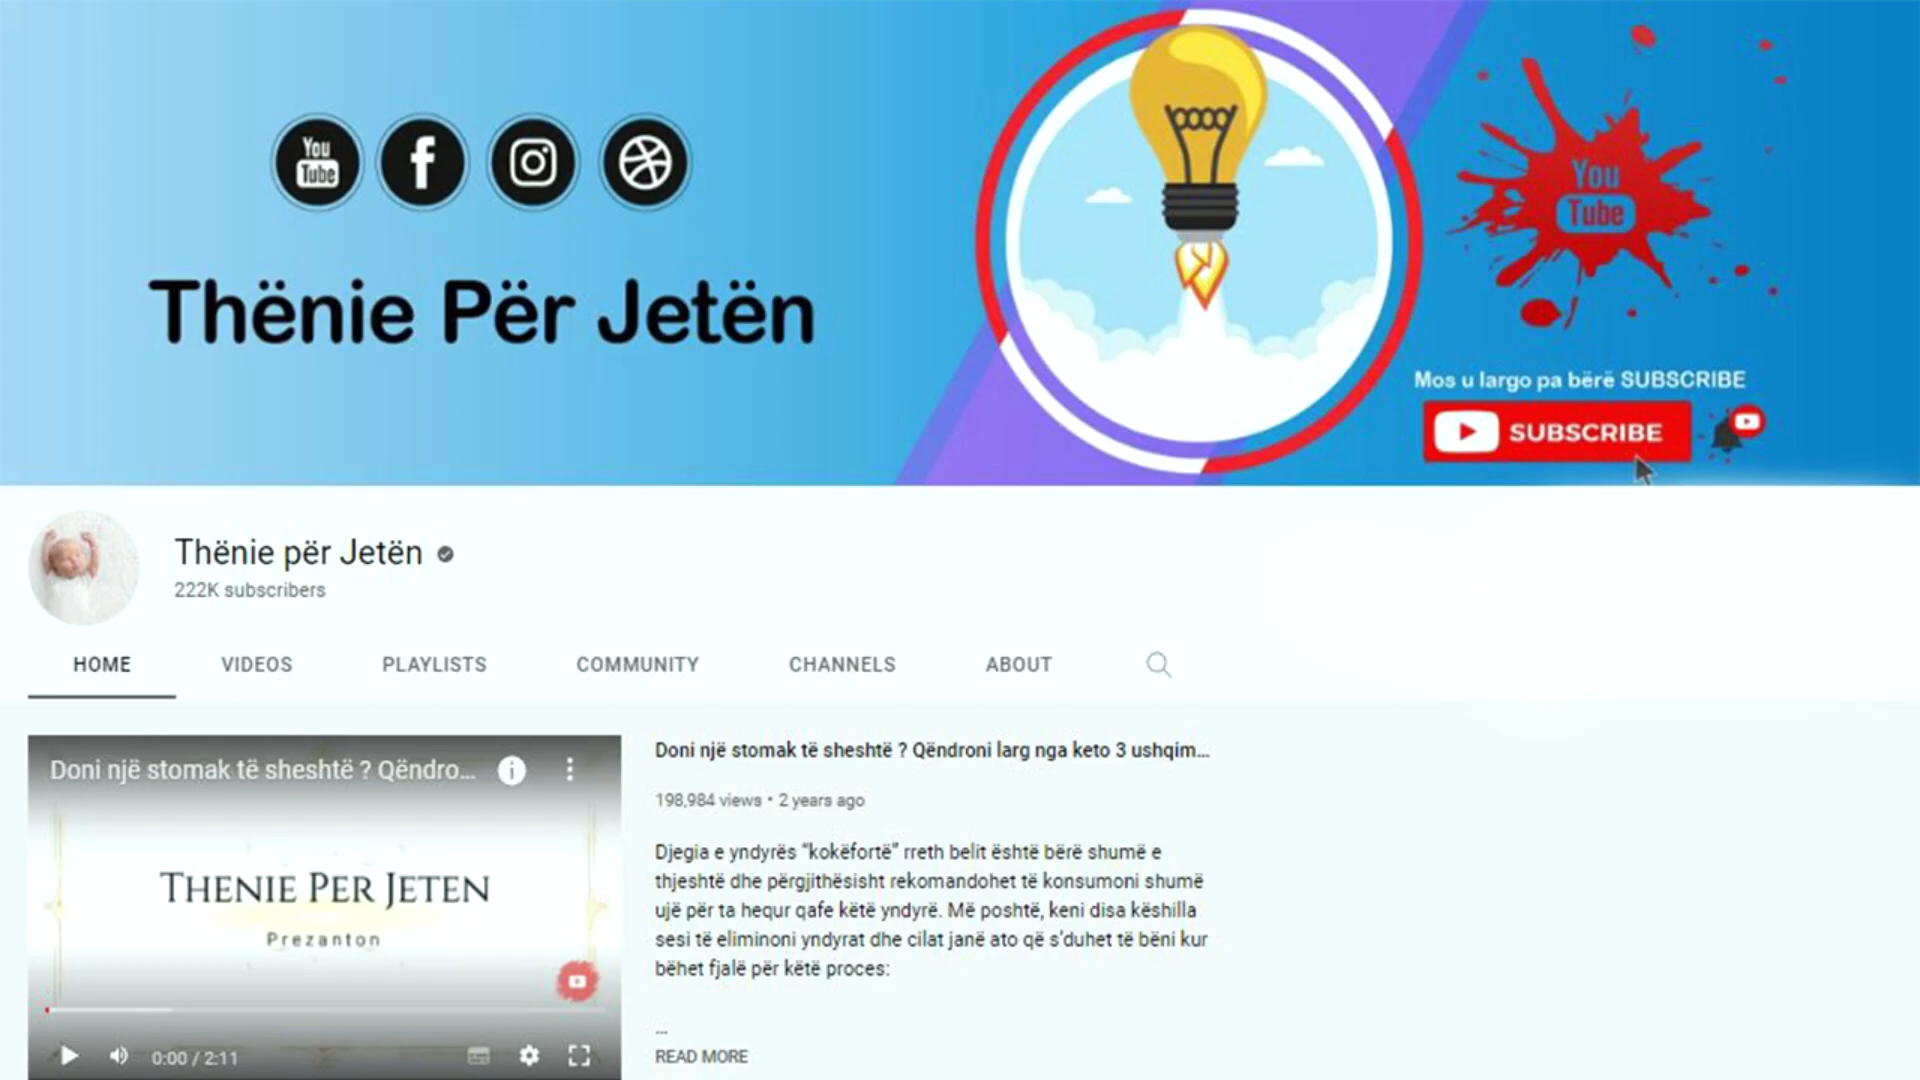 You
Tube
Thënie Për Jetën
You
Tube
Mos u largo pa bërë SUBSCRIBE
SUBSCRIBE
Thënie për Jetën
222K subscribers
HOME VIDEOS PLAYLISTS COMMUNITY CHANNELS ABOUT
Doni një stomak të sheshtë ? Qëndro...
THENIE PER JETEN
Prezanton
0:00 / 2:11
Doni një stomak të sheshtë ? Qëndroni larg nga keto 3 ushqim...
198,984 views • 2 years ago
Djegia e yndyrës “kokëfortë” rreth belit është bërë shumë e
thjeshtë dhe përgjithësisht rekomandohet të konsumoni shumë
ujë për ta hequr qafe këtë yndyrë. Më poshtë, keni disa këshilla
sesi të eliminoni yndyrat dhe cilat janë ato që s'duhet të bëni kur
bëhet fjalë për këtë proces:
...
READ MORE